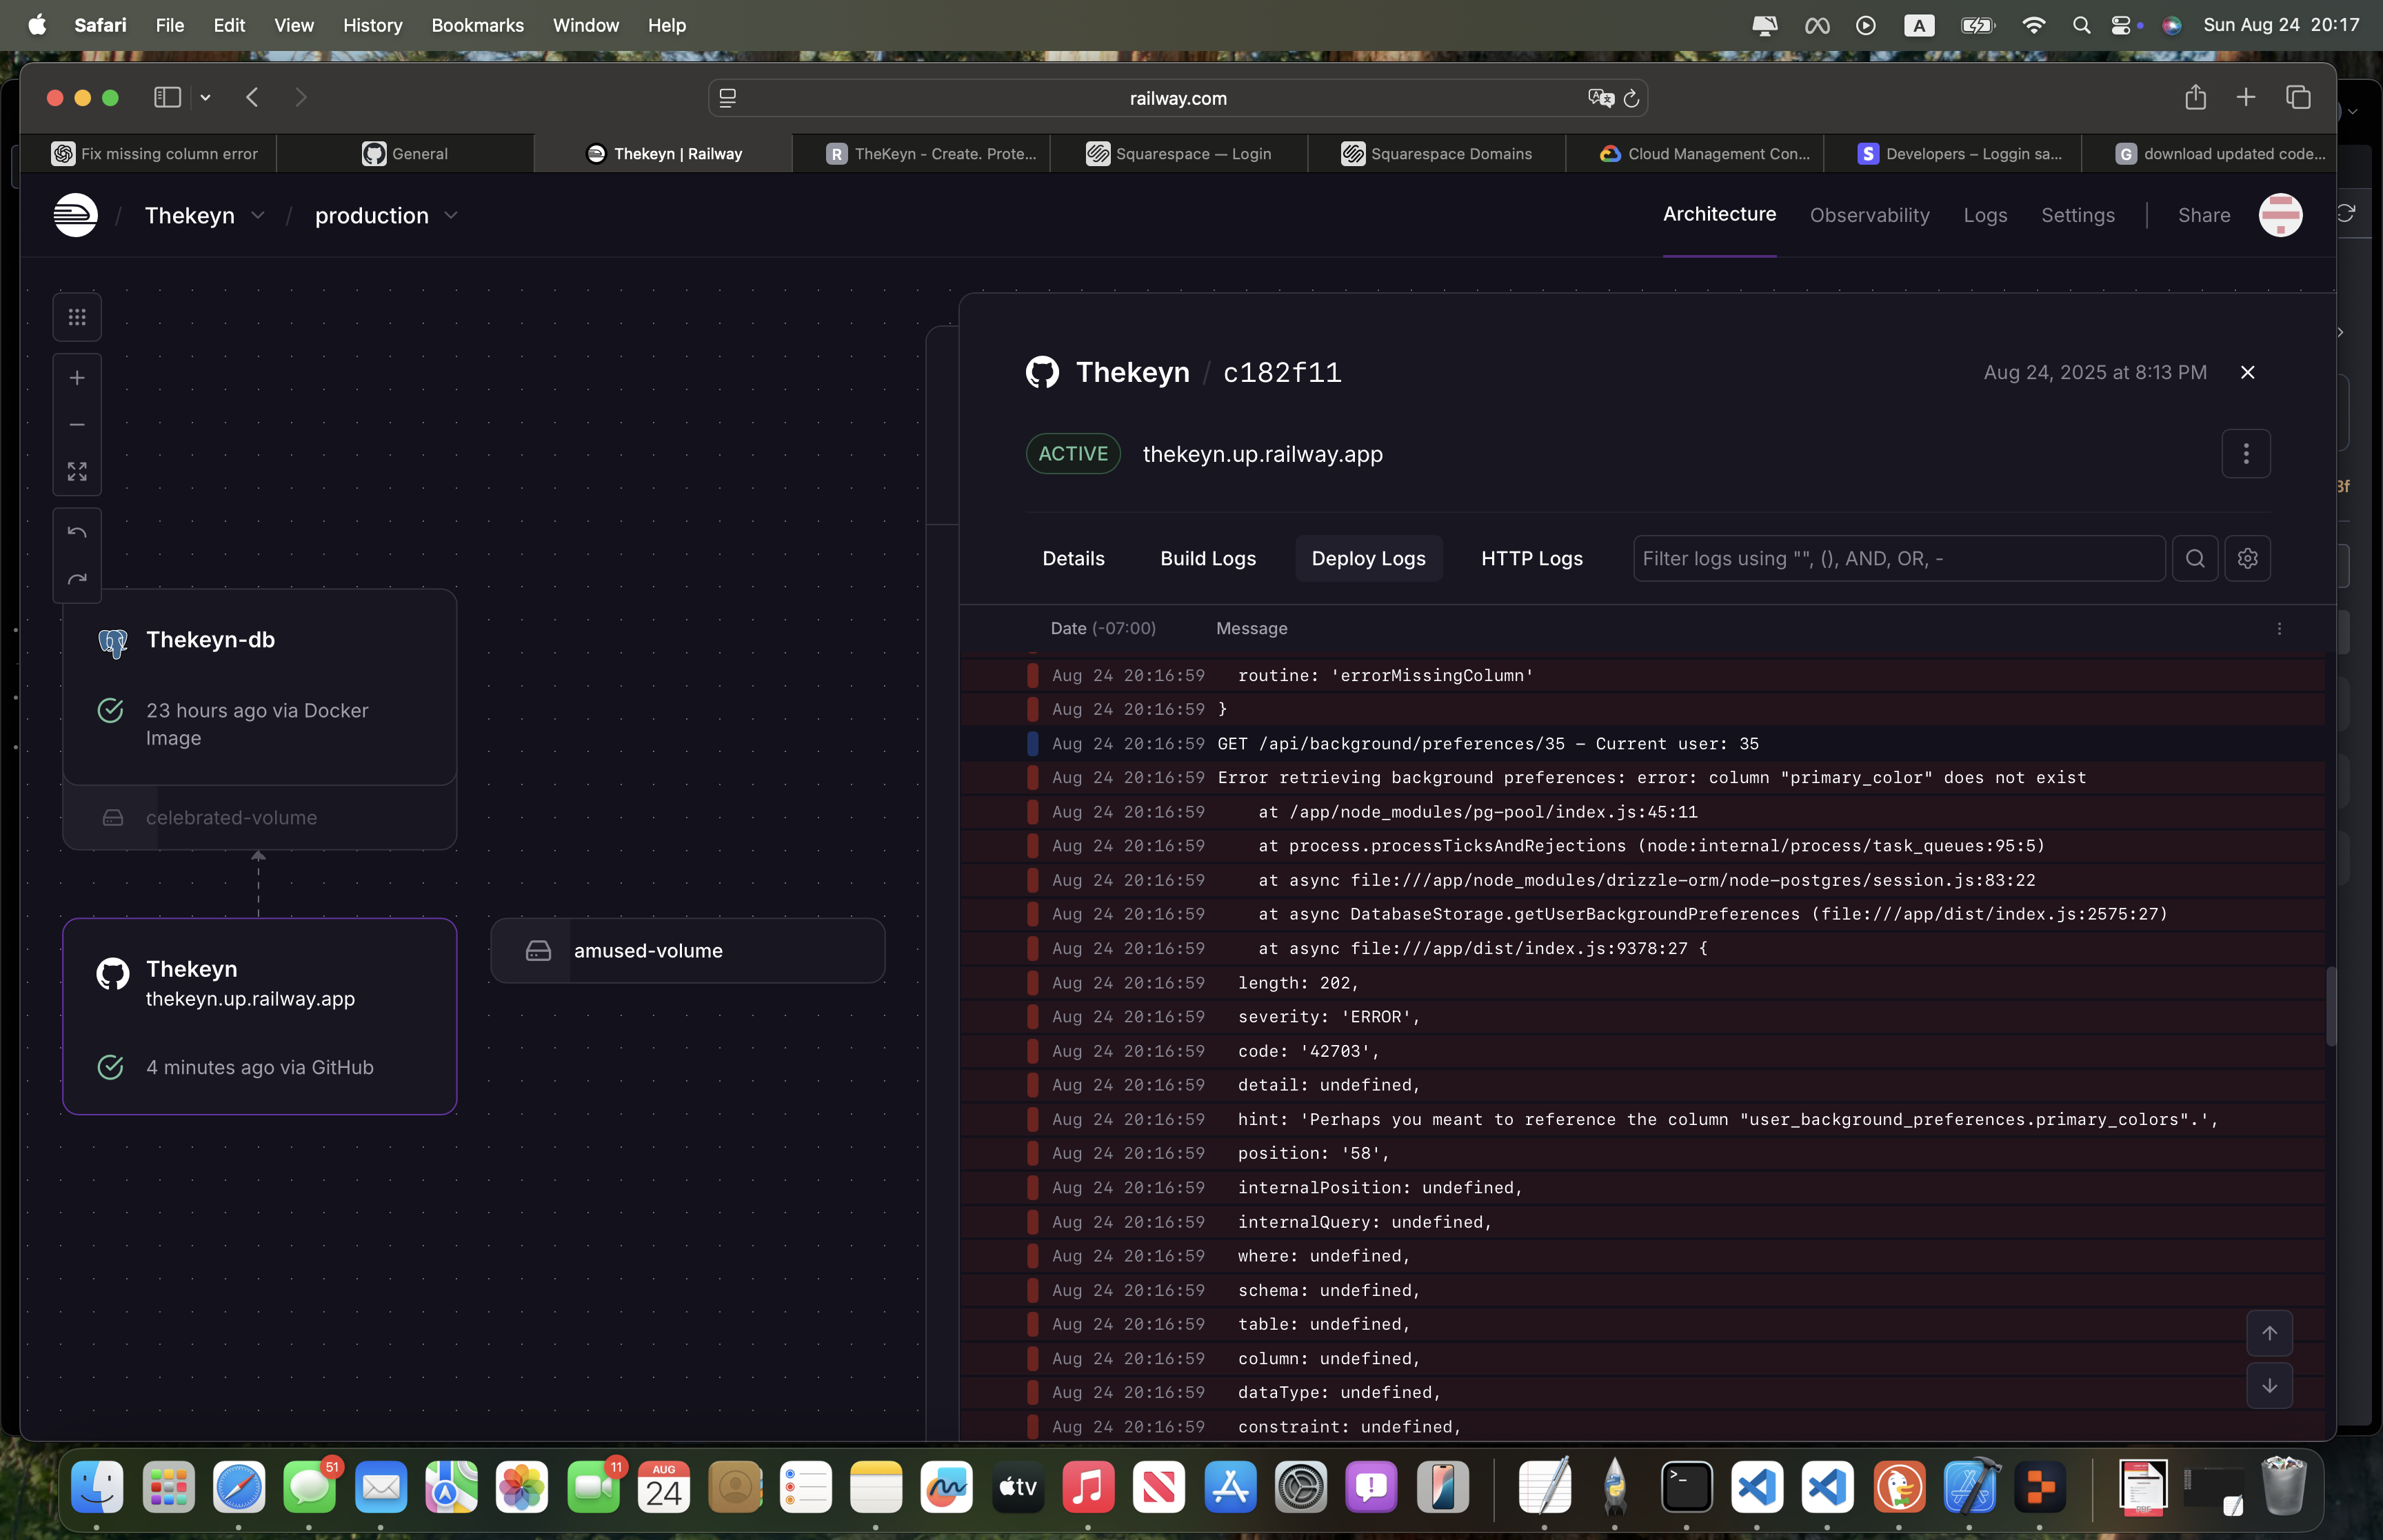 Safari File Edit View History Bookmarks Window Help
A
Sun Aug 24 20:17
railway.com
Fix missing column error
General
Thekeyn | Railway
R TheKeyn - Create. Prote...
Squarespace — Login
Squarespace Domains
Cloud Management Con...
S Developers – Loggin sa...
G download updated code...
/ Thekeyn / production
Architecture Observability Logs Settings | Share
Thekeyn / c182f11
Aug 24, 2025 at 8:13 PM
ACTIVE thekeyn.up.railway.app
3f
Details Build Logs Deploy Logs HTTP Logs
Filter logs using "", (), AND, OR, -
Date (-07:00) Message
Thekeyn-db
23 hours ago via Docker
Image
celebrated-volume
Thekeyn
thekeyn.up.railway.app
4 minutes ago via GitHub
amused-volume
Aug 24 20:16:59 routine: 'errorMissingColumn'
Aug 24 20:16:59 }
Aug 24 20:16:59 GET /api/background/preferences/35 – Current user: 35
Aug 24 20:16:59 Error retrieving background preferences: error: column "primary_color" does not exist
Aug 24 20:16:59 at /app/node_modules/pg-pool/index.js:45:11
Aug 24 20:16:59 at process.processTicksAndRejections (node:internal/process/task_queues:95:5)
Aug 24 20:16:59 at async file:///app/node_modules/drizzle-orm/node-postgres/session.js:83:22
Aug 24 20:16:59 at async DatabaseStorage.getUserBackgroundPreferences (file:///app/dist/index.js:2575:27)
Aug 24 20:16:59 at async file:///app/dist/index.js:9378:27 {
Aug 24 20:16:59 length: 202,
Aug 24 20:16:59 severity: 'ERROR',
Aug 24 20:16:59 code: '42703',
Aug 24 20:16:59 detail: undefined,
Aug 24 20:16:59 hint: 'Perhaps you meant to reference the column "user_background_preferences.primary_colors".',
Aug 24 20:16:59 position: '58',
Aug 24 20:16:59 internalPosition: undefined,
Aug 24 20:16:59 internalQuery: undefined,
Aug 24 20:16:59 where: undefined,
Aug 24 20:16:59 schema: undefined,
Aug 24 20:16:59 table: undefined,
Aug 24 20:16:59 column: undefined,
Aug 24 20:16:59 dataType: undefined,
Aug 24 20:16:59 constraint: undefined,
51
11
AUG
24
tv